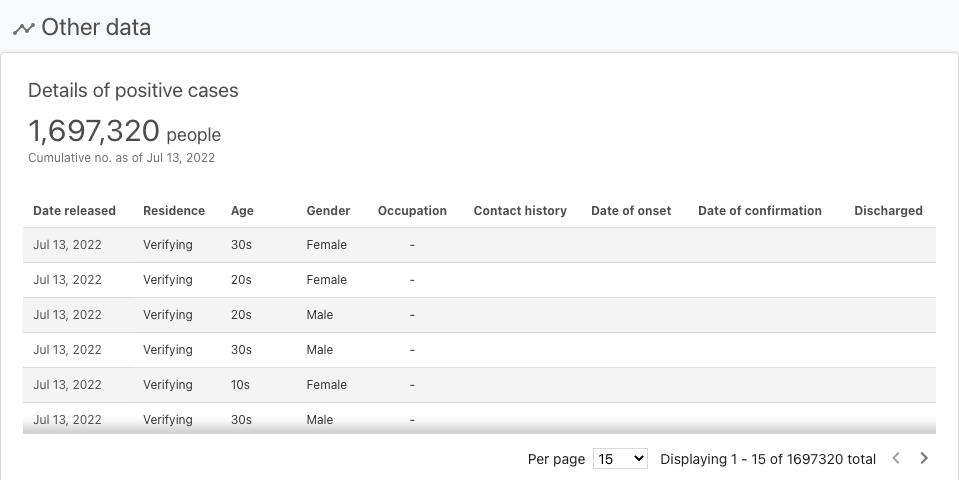 Other data
Details of positive cases
1,697,320 people
Cumulative no. as of Jul 13, 2022
Date released Residence Age Gender Occupation Contact history Date of onset Date of confirmation Discharged
Jul 13, 2022 Verifying 30s Female -
Jul 13, 2022 Verifying 20s Female -
Jul 13, 2022 Verifying 20s Male -
Jul 13, 2022 Verifying 30s Male -
Jul 13, 2022 Verifying 10s Female -
Jul 13, 2022 Verifying 30s Male -
Per page 15 Displaying 1 - 15 of 1697320 total